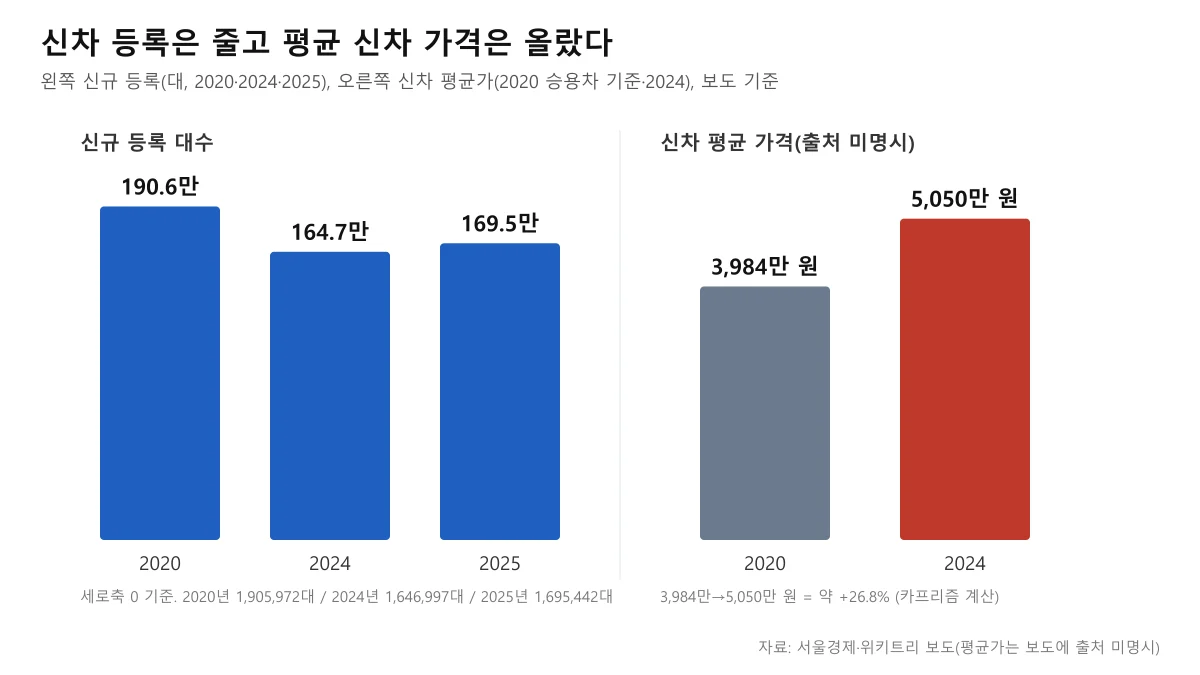 신차 등록은 줄고 평균 신차 가격은 올랐다
왼쪽 신규 등록(대, 2020·2024·2025), 오른쪽 신차 평균가(2020 승용차 기준·2024), 보도 기준
신규 등록 대수
190.6만
164.7만
169.5만
2020
2024
2025
세로축 0 기준. 2020년 1,905,972대 / 2024년 1,646,997대 / 2025년 1,695,442대
신차 평균 가격(출처 미명시)
3,984만 원
5,050만 원
2020
2024
3,984만→5,050만 원 = 약 +26.8% (카프리즘 계산)
자료: 서울경제·위키트리 보도(평균가는 보도에 출처 미명시)